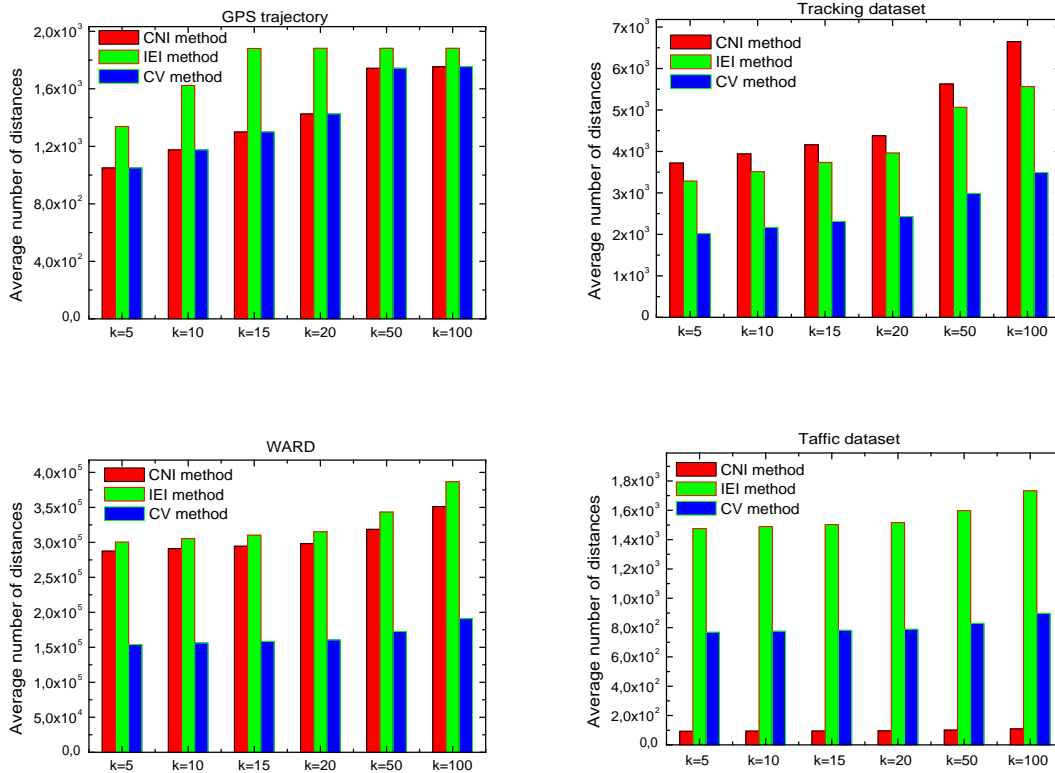 GPS trajectory
2,0x10³
1,6x10³
1,2x10³
8,0x10²
4,0x10²
0,0
Average number of distances
CNI method
IEI method
CV method
k=5 k=10 k=15 k=20 k=50 k=100
Tracking dataset
7x10³
6x10³
5x10³
4x10³
3x10³
2x10³
1x10³
0
Average number of distances
CNI method
IEI method
CV method
k=5 k=10 k=15 k=20 k=50 k=100
WARD
4,0x10⁵
3,5x10⁵
3,0x10⁵
2,5x10⁵
2,0x10⁵
1,5x10⁵
1,0x10⁵
5,0x10⁴
0,0
Average number of distances
CNI method
IEI method
CV method
k=5 k=10 k=15 k=20 k=50 k=100
Taffic dataset
1,8x10³
1,6x10³
1,4x10³
1,2x10³
1,0x10³
8,0x10²
6,0x10²
4,0x10²
2,0x10²
0,0
Average number of distances
CNI method
IEI method
CV method
k=5 k=10 k=15 k=20 k=50 k=100